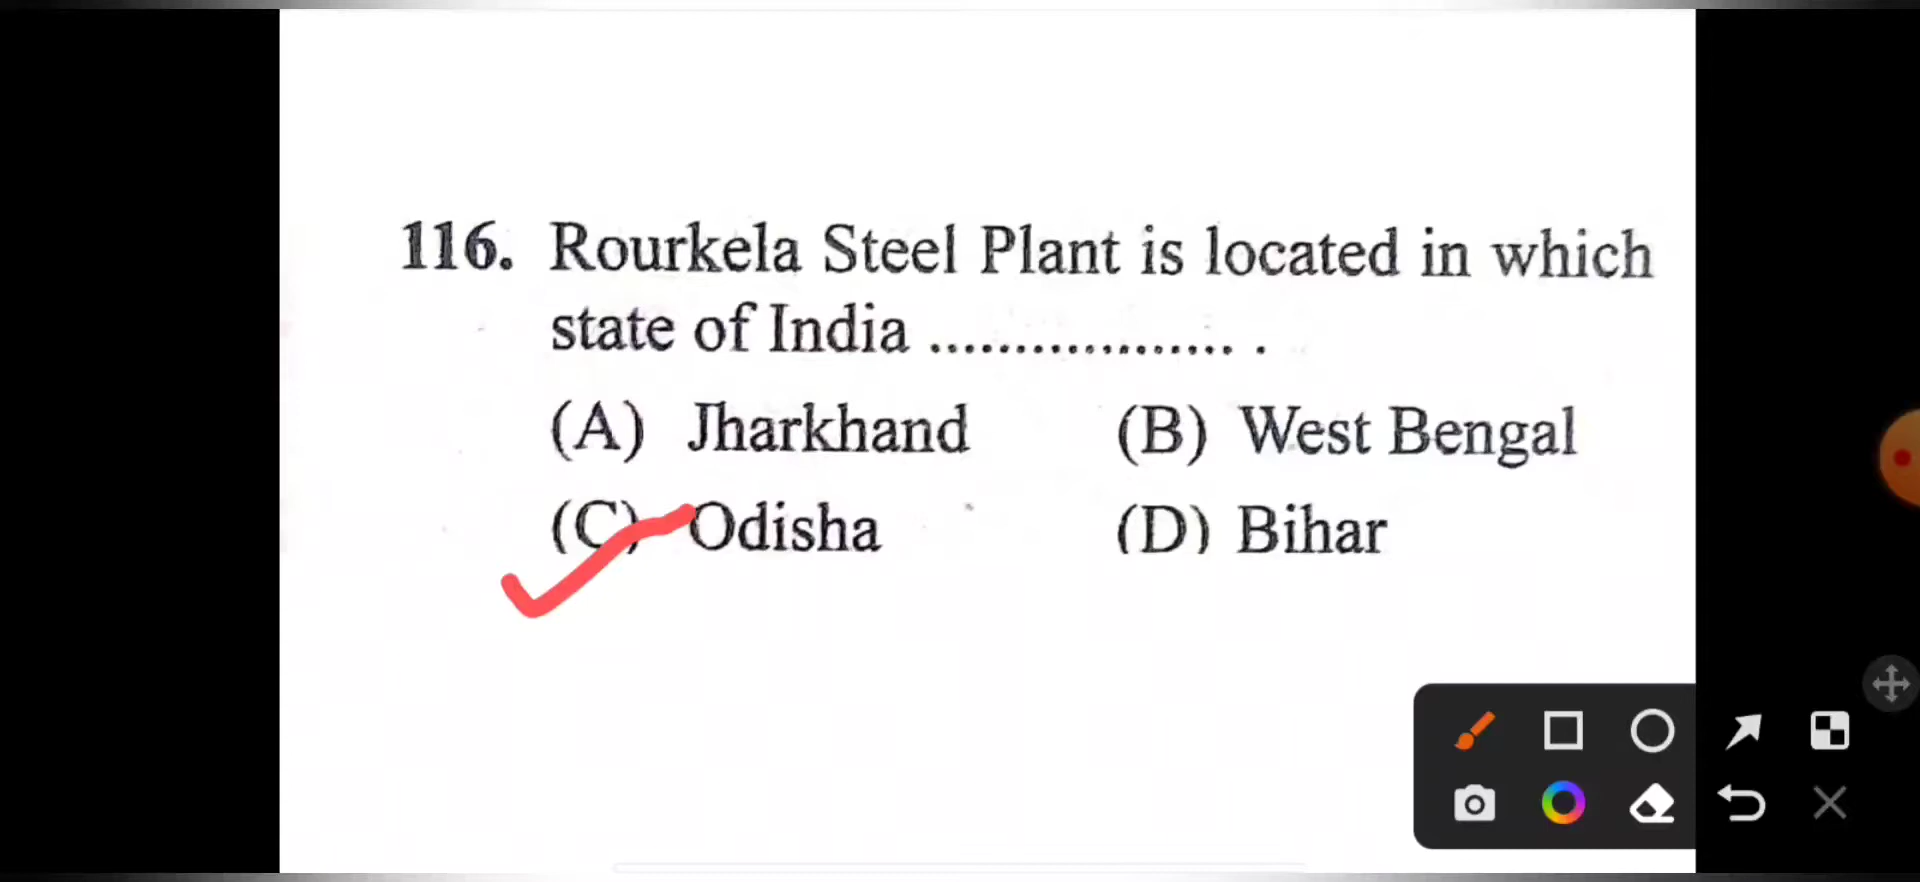 116. Rourkela Steel Plant is located in which
state of India .................. .
(A) Jharkhand (B) West Bengal
(C) Odisha (D) Bihar